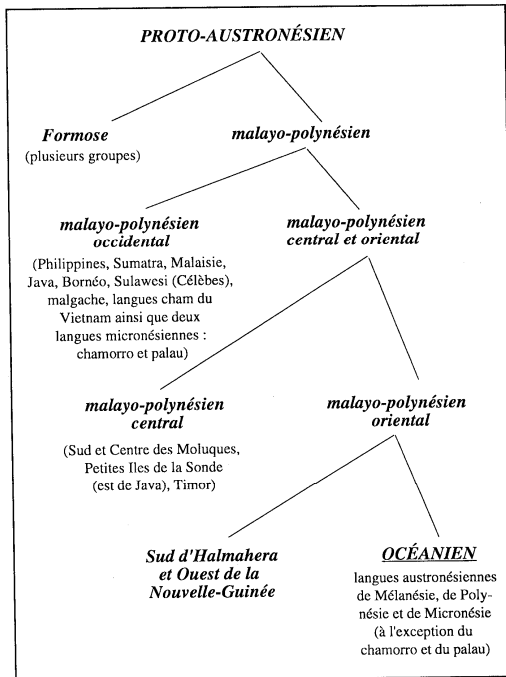 PROTO-AUSTRONÉSIEN
Formose
(plusieurs groupes)
malayo-polynésien
malayo-polynésien
occidental
(Philippines, Sumatra, Malaisie,
Java, Bornéo, Sulawesi (Célèbes),
malgache, langues cham du
Vietnam ainsi que deux
langues micronésiennes :
chamorro et palau)
malayo-polynésien
central et oriental
malayo-polynésien
central
(Sud et Centre des Moluques,
Petites Iles de la Sonde
(est de Java), Timor)
malayo-polynésien
oriental
Sud d'Halmahera
et Ouest de la
Nouvelle-Guinée
OCÉANIEN
langues austronésiennes
de Mélanésie, de Poly-
nésie et de Micronésie
(à l'exception du
chamorro et du palau)